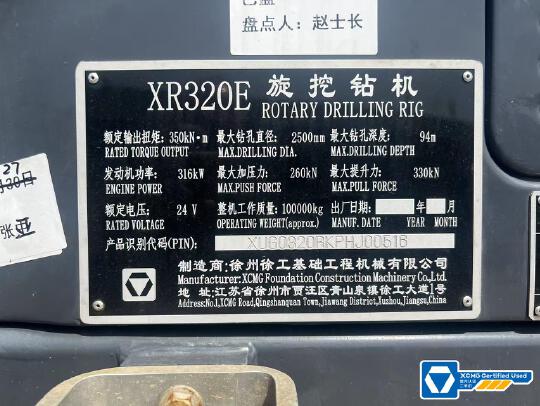 盘点人：赵士长
27
XR320E 旋挖钻机
ROTARY DRILLING RIG
额定输出扭矩: 350kN·m 最大钻孔直径: 2500mm 最大钻孔深度: 94m
RATED TORQUE OUTPUT MAX.DRILLING DIA. MAX.DRILLING DEPTH
发动机功率: 316kW 最大加压力: 260kN 最大提升力: 330kN
ENGINE POWER MAX.PUSH FORCE MAX.PULL FORCE
额定电压: 24 V 整机工作质量: 100000kg 出厂日期: 年 月
RATED VOLTAGE OPERATING WEIGHT(approx.) MANUF. DATE YEAR MONTH
产品识别代码(PIN):
制造商:徐州徐工基础工程机械有限公司
Manufacturer:XCMG Foundation Construction Machinery Co.,Ltd.
地 址:江苏省徐州市贾汪区青山泉镇徐工大道1号
Address:No.1,XCMG Road,Qingshanquan Town,Jiawang District,Xuzhou,Jiangsu,China
XCMG Certified Used